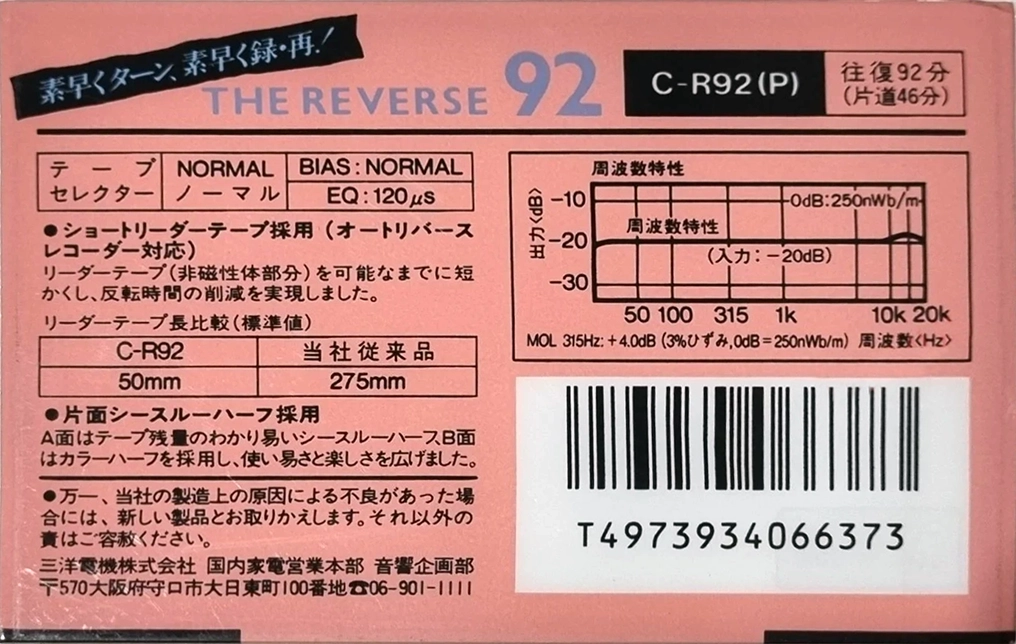 素早くターン、素早く録・再!
THE REVERSE 92
C-R92(P)
往復92分
(片道46分)
テープ
セレクター
NORMAL
ノーマル
BIAS:NORMAL
EQ:120μs
●ショートリーダーテープ採用(オートリバース
レコーダー対応)
リーダーテープ(非磁性体部分)を可能なまでに短
かくし、反転時間の削減を実現しました。
リーダーテープ長比較(標準値)
C-R92 当社従来品
50mm 275mm
●片面シースルーハーフ採用
A面はテープ残量のわかり易いシースルーハーフ、B面
はカラーハーフを採用し、使い易さと楽しさを広げました。
●万一、当社の製造上の原因による不良があった場
合には、新しい製品とお取りかえします。それ以外の
責はご容赦ください。
三洋電機株式会社 国内家電営業本部 音響企画部
〒570大阪府守口市大日東町100番地☎06-901-1111
周波数特性
出力<dB>
-10
-20
-30
0dB:250nWb/m
周波数特性
(入力:-20dB)
50 100 315 1k 10k 20k
MOL 315Hz:+4.0dB (3%ひずみ,0dB=250nWb/m) 周波数<Hz>
T4973934066373